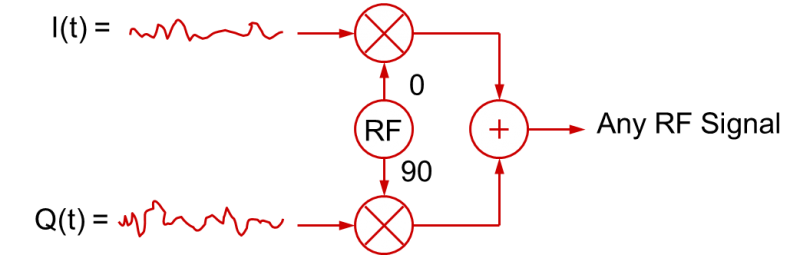 I(t) =
0
RF
+
Any RF Signal
90
Q(t) =